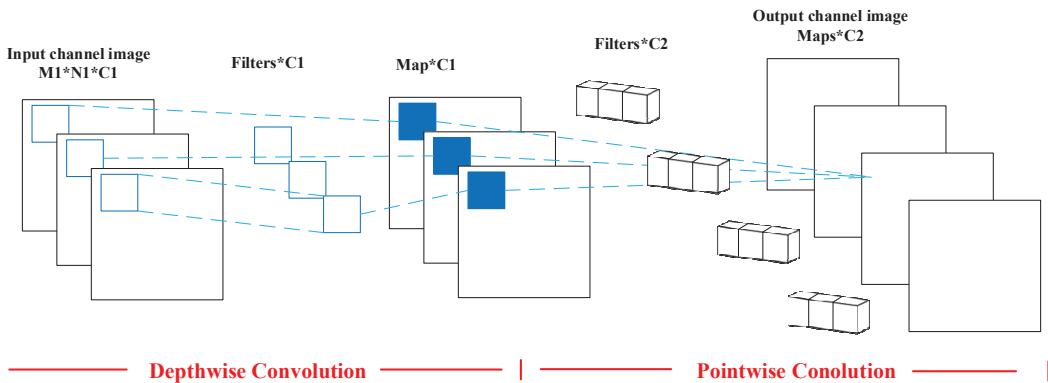 Input channel image
M1*N1*C1
Filters*C1
Map*C1
Filters*C2
Output channel image
Maps*C2
Depthwise Convolution
Pointwise Conolution